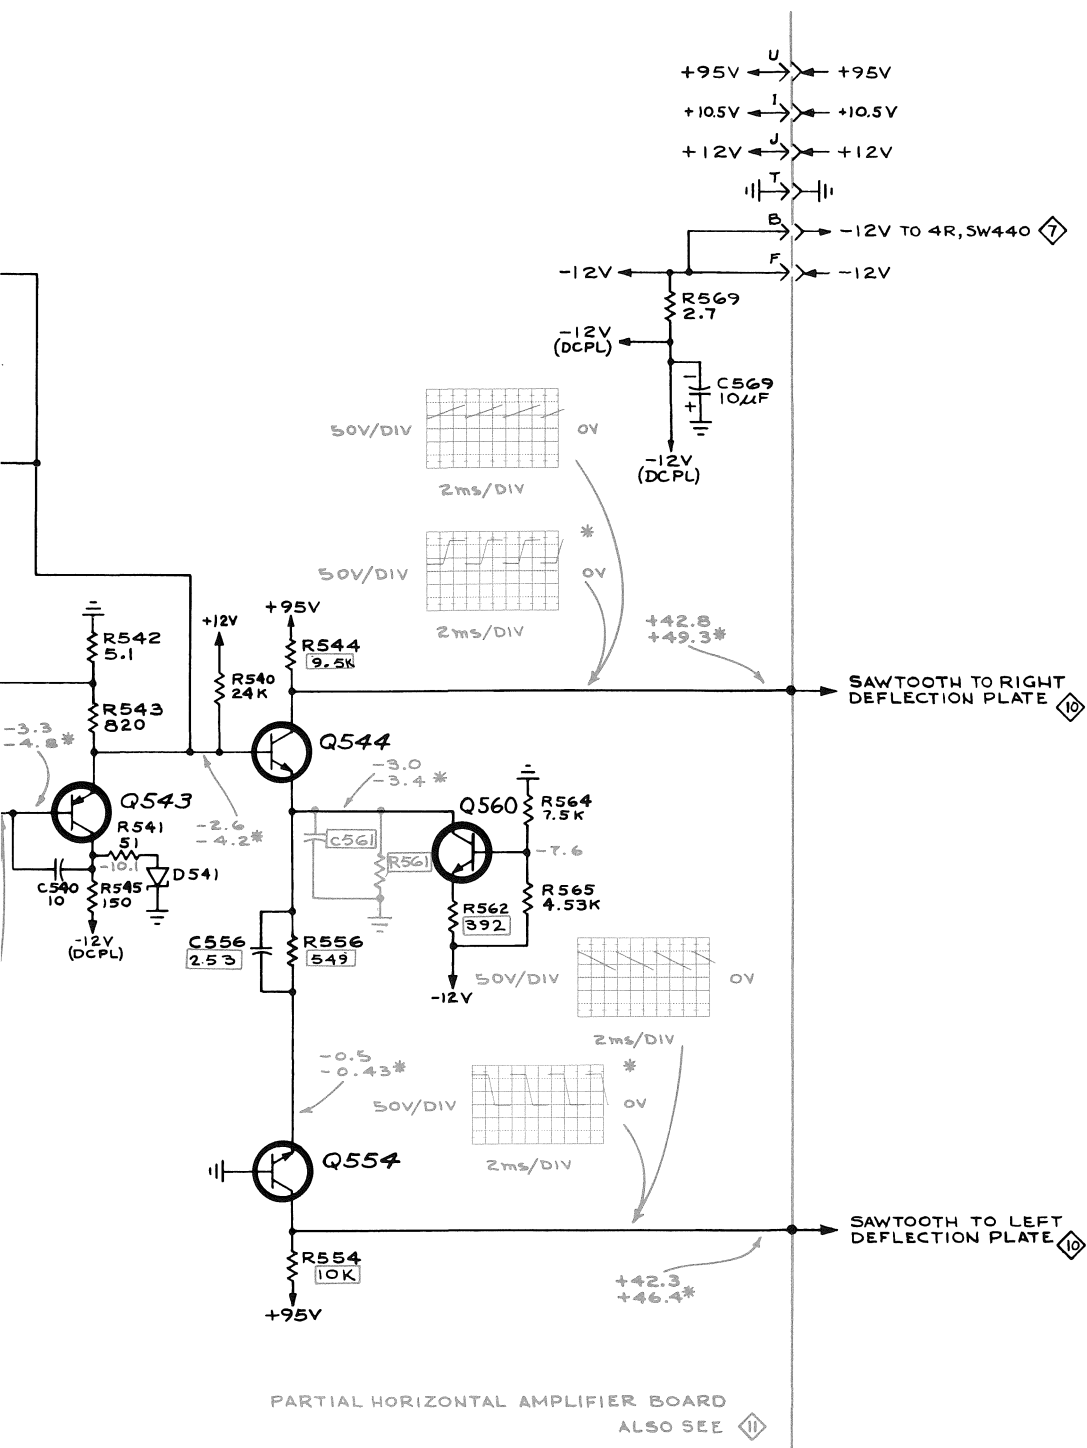 U
+95V +95V
I
+10.5V +10.5V
J
+12V +12V
T
B
-12V TO 4R, SW440 7
F
-12V -12V
R569
2.7
-12V
(DCPL)
C569
10µF
-
+
-12V
(DCPL)
50V/DIV 0V
2ms/DIV
*
50V/DIV 0V
2ms/DIV
+95V
+12V
R542
5.1
R544
9.5K
+42.8
+49.3*
R540
24K
SAWTOOTH TO RIGHT
DEFLECTION PLATE 10
R543
820
-3.3
-4.8*
Q544
-3.0
-3.4*
Q543
Q560
R564
7.5K
R541
51
-2.6
-4.2*
C561
R561
-7.6
-10.1
D541
C540
10
R545
150
R565
4.53K
R562
392
-12V
(DCPL)
C556
2.53
R556
549
-12V
50V/DIV 0V
2ms/DIV
-0.5
-0.43*
*
50V/DIV 0V
2ms/DIV
Q554
SAWTOOTH TO LEFT
DEFLECTION PLATE 10
R554
10K
+42.3
+46.4*
+95V
PARTIAL HORIZONTAL AMPLIFIER BOARD
ALSO SEE 11